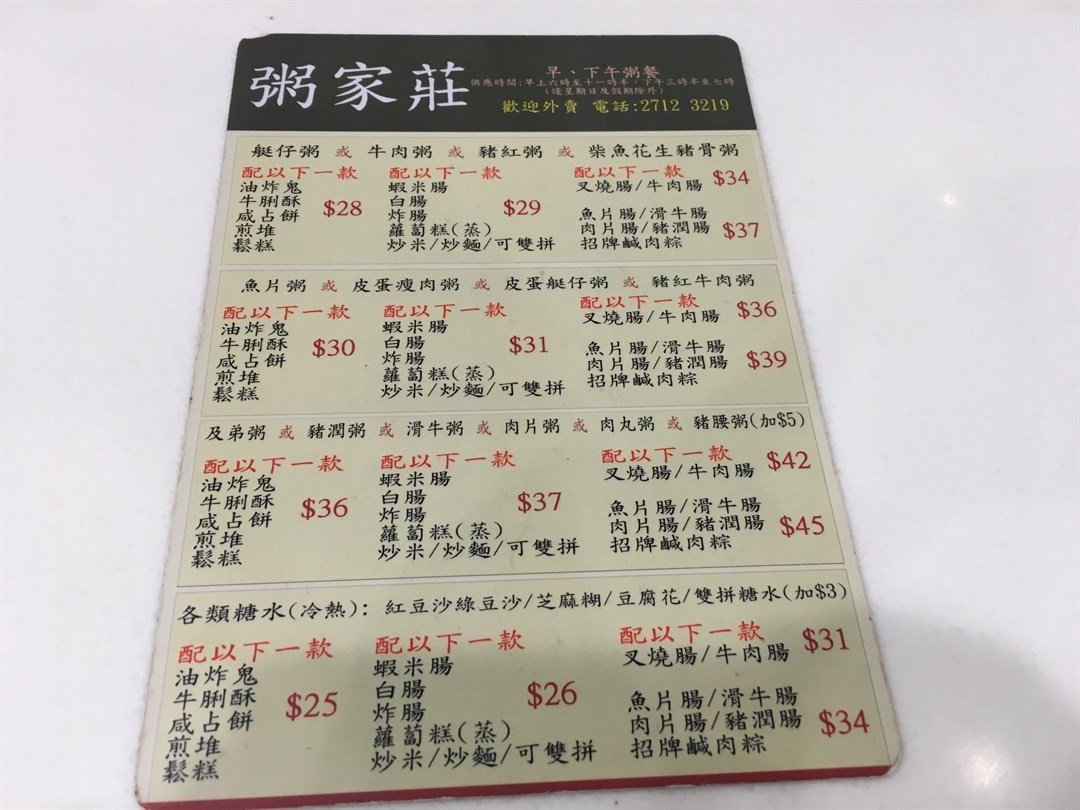 粥家莊
早、下午粥餐
供應時間:早上六時至十一時半,下午三時半至七時
(逢星期日及假期除外)
歡迎外賣 電話:2712 3219
艇仔粥 或 牛肉粥 或 豬紅粥 或 柴魚花生豬骨粥
配以下一款
油炸鬼
牛脷酥
咸占餅
煎堆
鬆糕
$28
配以下一款
蝦米腸
白腸
炸腸
蘿蔔糕(蒸)
炒米/炒麵/可雙拼
$29
配以下一款
叉燒腸/牛肉腸 $34
魚片腸/滑牛腸
肉片腸/豬潤腸
招牌鹹肉粽
$37
魚片粥 或 皮蛋瘦肉粥 或 皮蛋艇仔粥 或 豬紅牛肉粥
配以下一款
油炸鬼
牛脷酥
咸占餅
煎堆
鬆糕
$30
配以下一款
蝦米腸
白腸
炸腸
蘿蔔糕(蒸)
炒米/炒麵/可雙拼
$31
配以下一款
叉燒腸/牛肉腸 $36
魚片腸/滑牛腸
肉片腸/豬潤腸
招牌鹹肉粽
$39
及弟粥 或 豬潤粥 或 滑牛粥 或 肉片粥 或 肉丸粥 或 豬腰粥(加$5)
配以下一款
油炸鬼
牛脷酥
咸占餅
煎堆
鬆糕
$36
配以下一款
蝦米腸
白腸
炸腸
蘿蔔糕(蒸)
炒米/炒麵/可雙拼
$37
配以下一款
叉燒腸/牛肉腸 $42
魚片腸/滑牛腸
肉片腸/豬潤腸
招牌鹹肉粽
$45
各類糖水(冷熱): 紅豆沙綠豆沙/芝麻糊/豆腐花/雙拼糖水(加$3)
配以下一款
油炸鬼
牛脷酥
咸占餅
煎堆
鬆糕
$25
配以下一款
蝦米腸
白腸
炸腸
蘿蔔糕(蒸)
炒米/炒麵/可雙拼
$26
配以下一款
叉燒腸/牛肉腸 $31
魚片腸/滑牛腸
肉片腸/豬潤腸
招牌鹹肉粽
$34